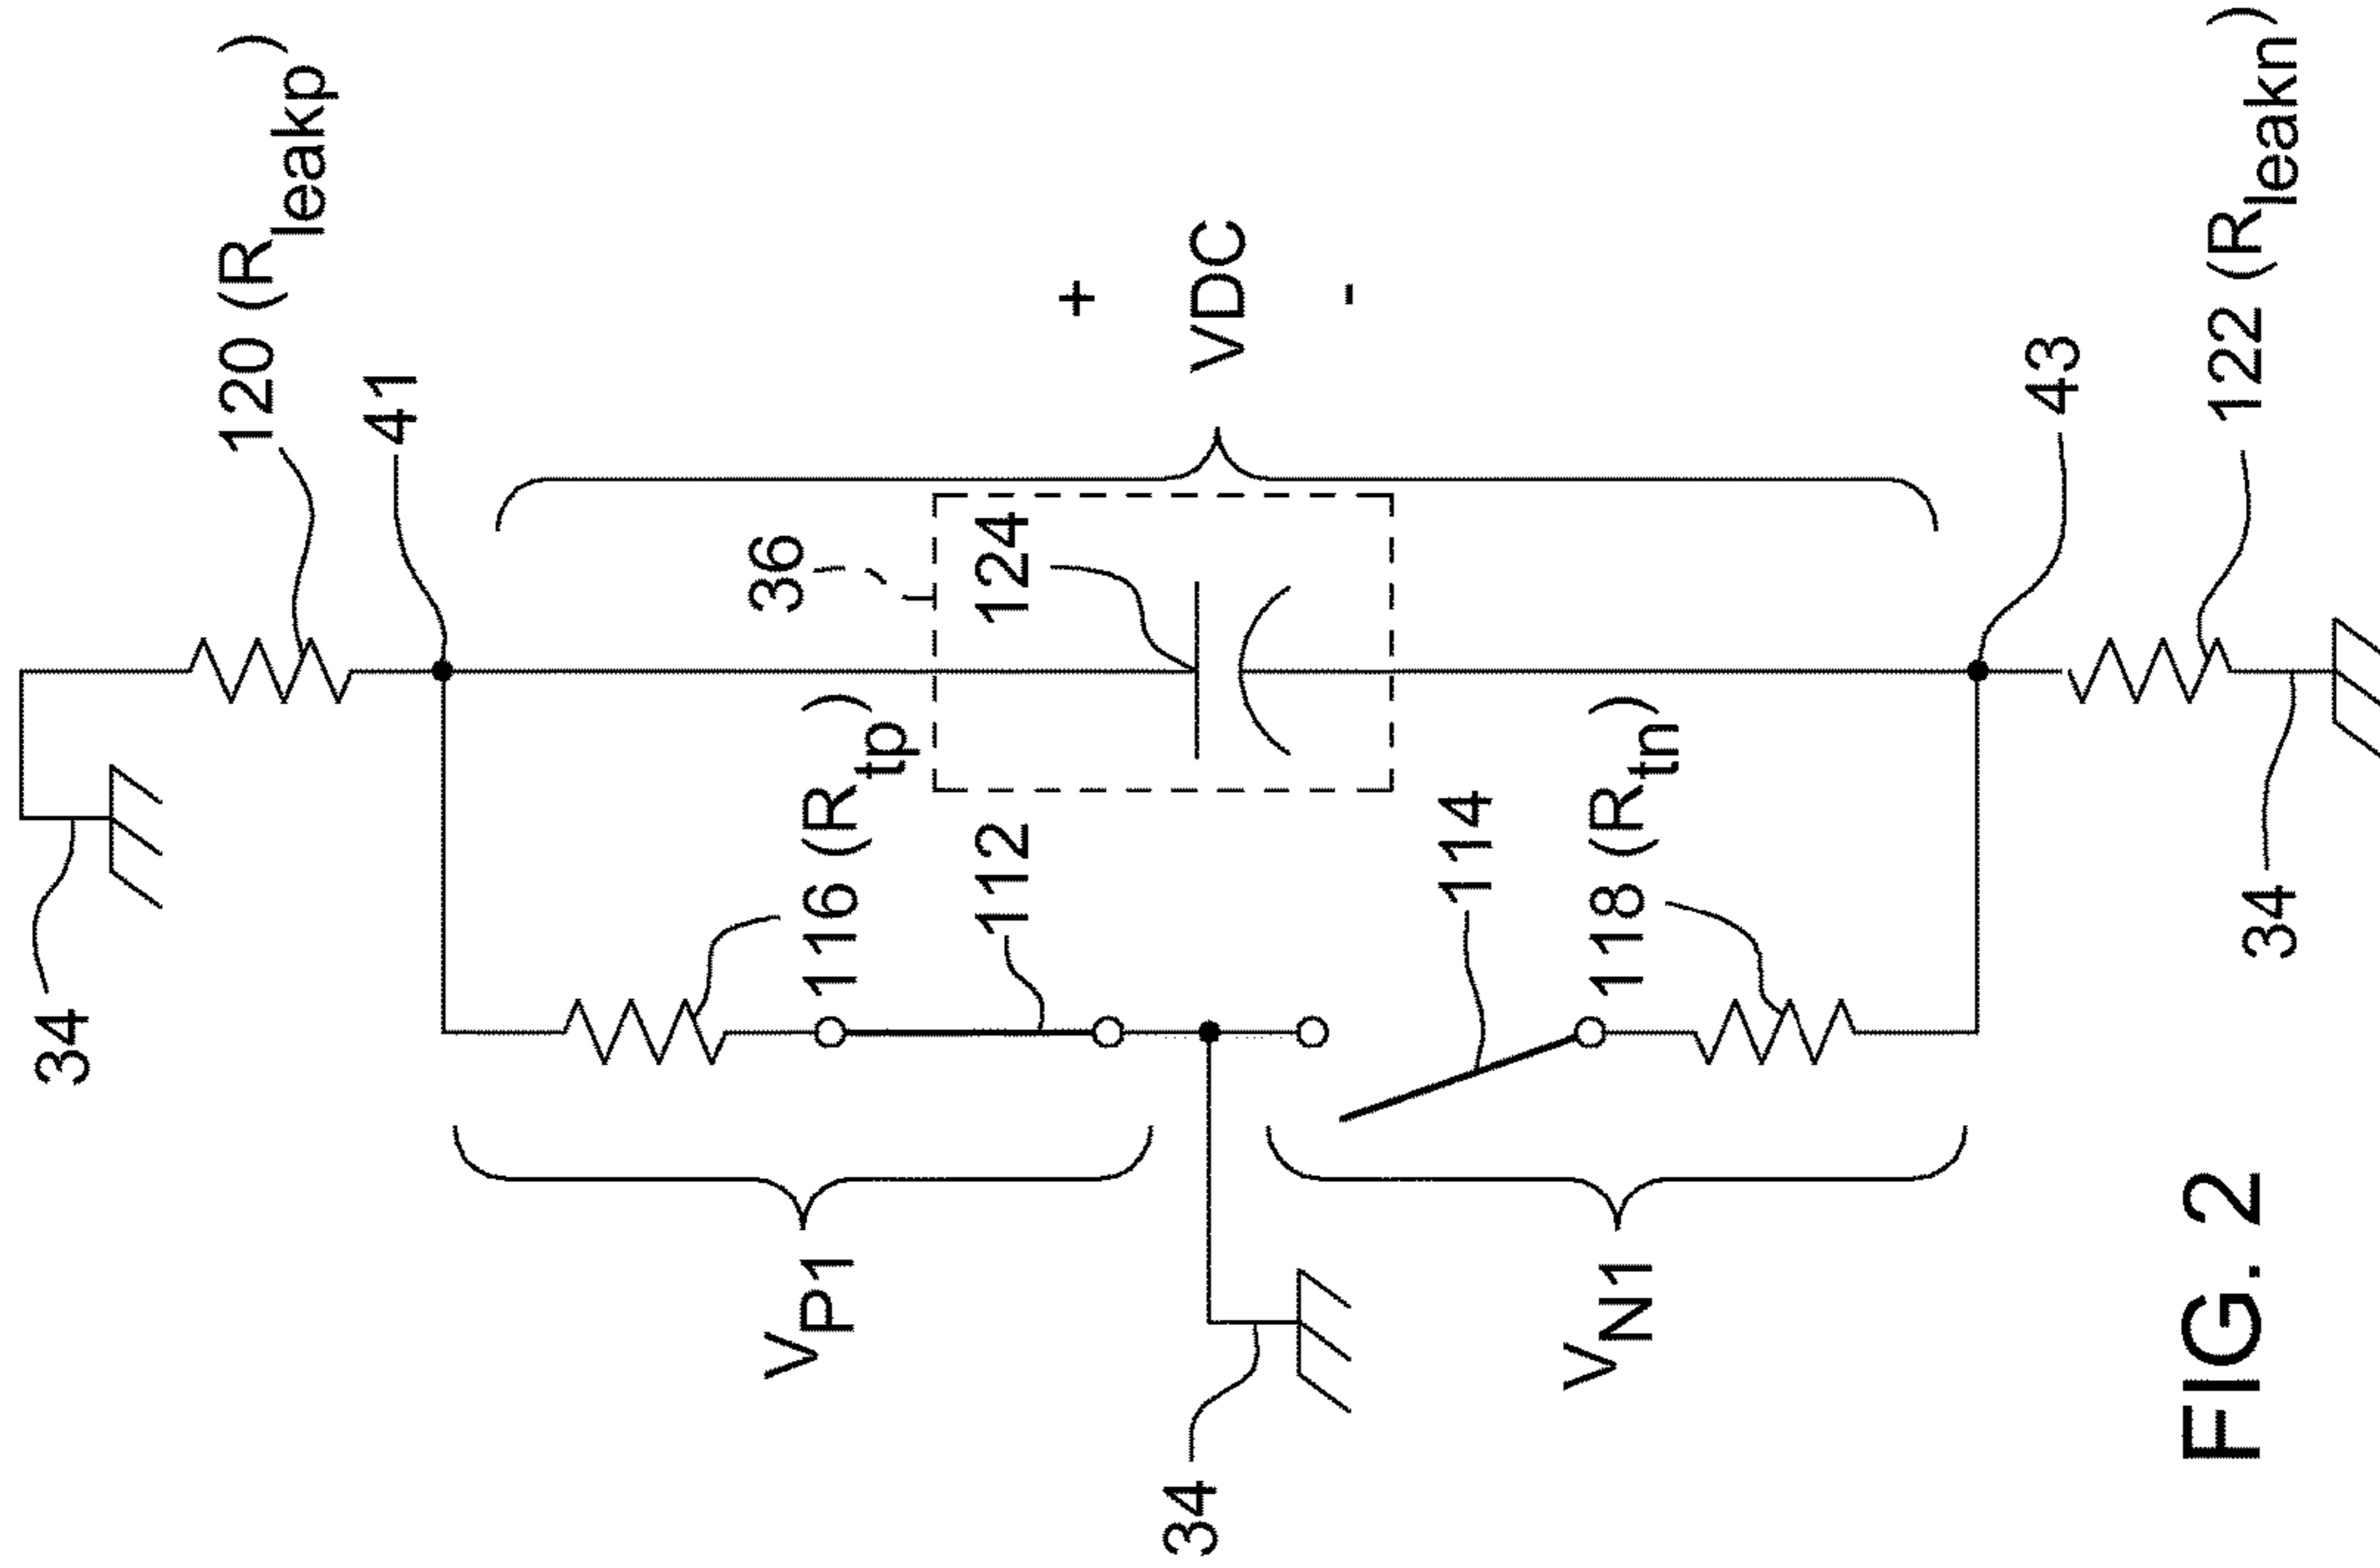 34
120 (Rleakp)
41
116 (Rtp)
VP1
36
124
112
+
VDC
-
34
114
118 (Rtn)
VN1
43
122 (Rleakn)
34
FIG. 2